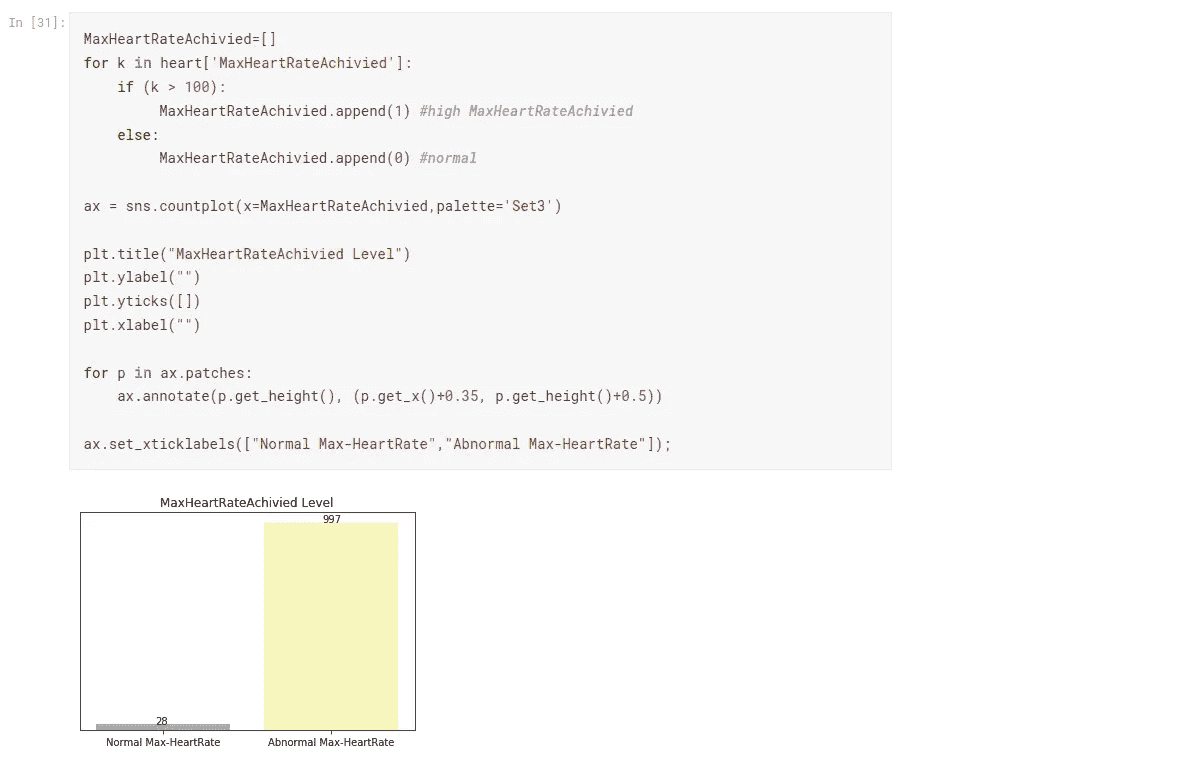 In [31]:
MaxHeartRateAchivied=[]
for k in heart['MaxHeartRateAchivied']:
    if (k > 100):
         MaxHeartRateAchivied.append(1) #high MaxHeartRateAchivied
    else:
         MaxHeartRateAchivied.append(0) #normal
ax = sns.countplot(x=MaxHeartRateAchivied,palette='Set3')
plt.title("MaxHeartRateAchivied Level")
plt.ylabel("")
plt.yticks([])
plt.xlabel("")
for p in ax.patches:
    ax.annotate(p.get_height(), (p.get_x()+0.35, p.get_height()+0.5))
ax.set_xticklabels(["Normal Max-HeartRate","Abnormal Max-HeartRate"]);
MaxHeartRateAchivied Level
997
28
Normal Max-HeartRate Abnormal Max-HeartRate